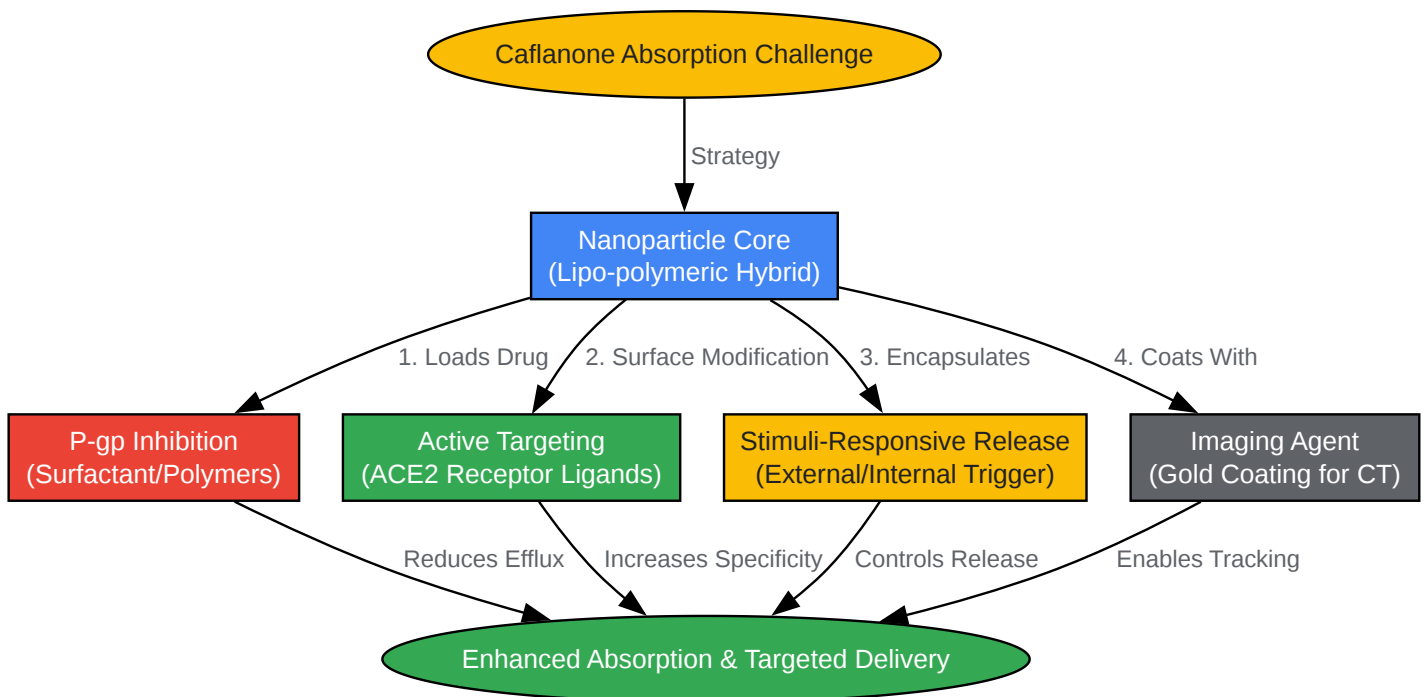 Caflanone Absorption Challenge
Strategy
Nanoparticle Core
(Lipo-polymeric Hybrid)
1. Loads Drug
2. Surface Modification
3. Encapsulates
4. Coats With
P-gp Inhibition
(Surfactant/Polymers)
Active Targeting
(ACE2 Receptor Ligands)
Stimuli-Responsive Release
(External/Internal Trigger)
Imaging Agent
(Gold Coating for CT)
Reduces Efflux
Increases Specificity
Controls Release
Enables Tracking
Enhanced Absorption & Targeted Delivery